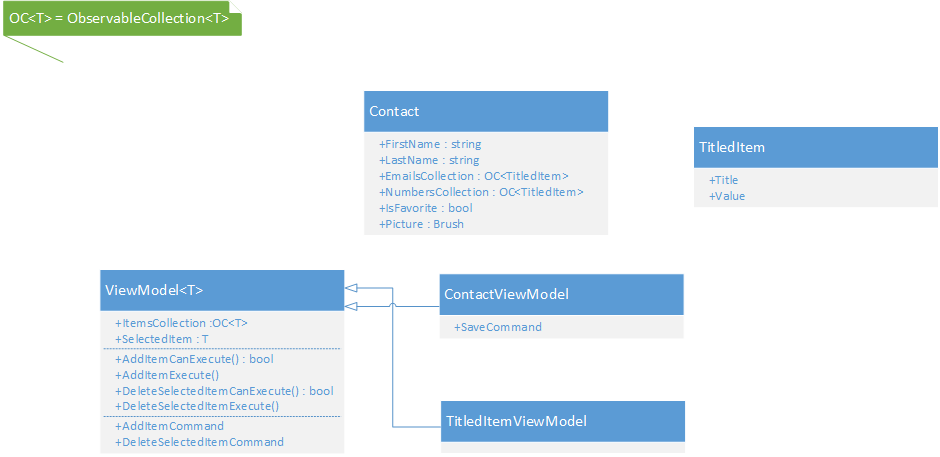 OC<T> = ObservableCollection<T>
Contact
+FirstName : string
+LastName : string
+EmailsCollection : OC<TitledItem>
+NumbersCollection : OC<TitledItem>
+IsFavorite : bool
+Picture : Brush
TitledItem
+Title
+Value
ViewModel<T>
+ItemsCollection :OC<T>
+SelectedItem : T
+AddItemCanExecute() : bool
+AddItemExecute()
+DeleteSelectedItemCanExecute() : bool
+DeleteSelectedItemExecute()
+AddItemCommand
+DeleteSelectedItemCommand
ContactViewModel
+SaveCommand
TitledItemViewModel